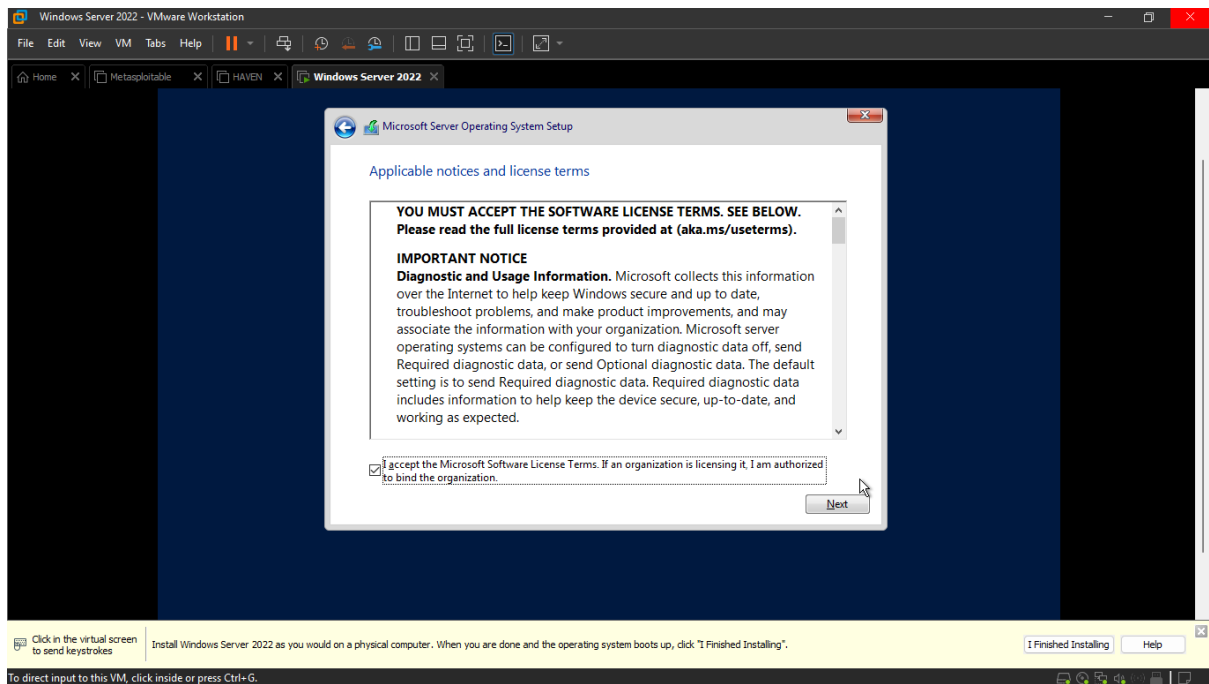 Windows Server 2022 - VMware Workstation
File Edit View VM Tabs Help
Home Metasploitable HAVEN Windows Server 2022
Microsoft Server Operating System Setup
Applicable notices and license terms
YOU MUST ACCEPT THE SOFTWARE LICENSE TERMS. SEE BELOW.
Please read the full license terms provided at (aka.ms/useterms).
IMPORTANT NOTICE
Diagnostic and Usage Information. Microsoft collects this information
over the Internet to help keep Windows secure and up to date,
troubleshoot problems, and make product improvements, and may
associate the information with your organization. Microsoft server
operating systems can be configured to turn diagnostic data off, send
Required diagnostic data, or send Optional diagnostic data. The default
setting is to send Required diagnostic data. Required diagnostic data
includes information to help keep the device secure, up-to-date, and
working as expected.
I accept the Microsoft Software License Terms. If an organization is licensing it, I am authorized
to bind the organization.
Next
Click in the virtual screen
to send keystrokes
Install Windows Server 2022 as you would on a physical computer. When you are done and the operating system boots up, click "I Finished Installing".
I Finished Installing
Help
To direct input to this VM, click inside or press Ctrl+G.